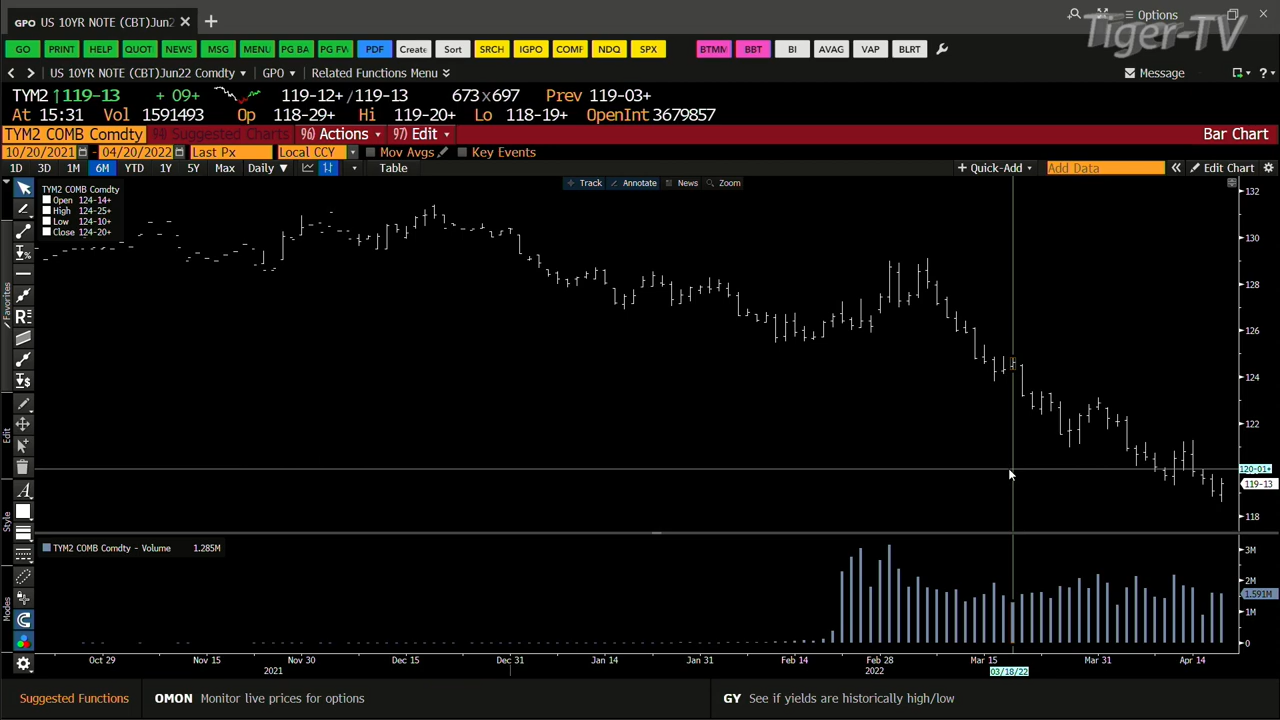 GPO US 10YR NOTE (CBT)Jun2 × +
Options
Tiger-TV
GO PRINT HELP QUOT NEWS MSG MENU PG BA PG FW PDF Create Sort SRCH IGPO COMF NDQ SPX BTMM BBT BI AVAG VAP BLRT
US 10YR NOTE (CBT)Jun22 Comdty GPO Related Functions Menu Message ?
TYM2 ↑119-13 + 09+ 119-12+/119-13 673x697 Prev 119-03+
At 15:31 Vol 1591493 Op 118-29+ Hi 119-20+ Lo 118-19+ OpenInt 3679857
TYM2 COMB Comdty 94) Suggested Charts 96) Actions 97) Edit Bar Chart
10/20/2021 - 04/20/2022 Last Px Local CCY Mov Avgs Key Events
1D 3D 1M 6M YTD 1Y 5Y Max Daily ▼ Table + Quick-Add Add Data « Edit Chart
Track Annotate News Zoom
TYM2 COMB Comdty
Open 124-14+
High 124-25+
Low 124-10+
Close 124-20+
132
130
128
126
124
122
120-01+
119-13
118
Favorites
Edit
Style
Modes
TYM2 COMB Comdty - Volume 1.285M
3M
2M
1.591M
1M
0
Oct 29 Nov 15 Nov 30 Dec 15 Dec 31 Jan 14 Jan 31 Feb 14 Feb 28 Mar 15 Mar 31 Apr 14
2021 2022 03/18/22
Suggested Functions OMON Monitor live prices for options GY See if yields are historically high/low